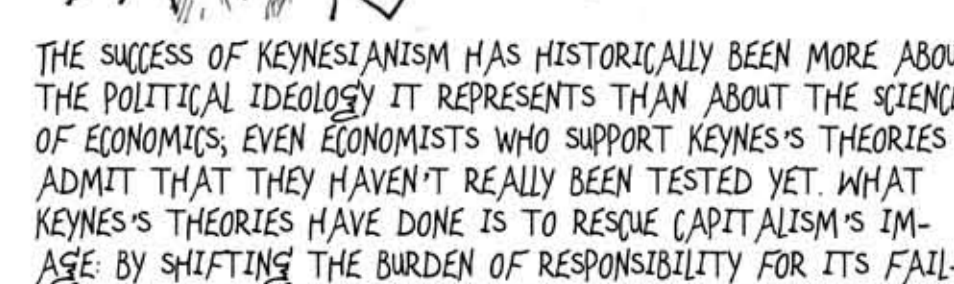 THE SUCCESS OF KEYNESIANISM HAS HISTORICALLY BEEN MORE ABOU
THE POLITICAL IDEOLOGY IT REPRESENTS THAN ABOUT THE SCIENC
OF ECONOMICS; EVEN ECONOMISTS WHO SUPPORT KEYNES'S THEORIES
ADMIT THAT THEY HAVEN'T REALLY BEEN TESTED YET. WHAT
KEYNES'S THEORIES HAVE DONE IS TO RESCUE CAPITALISM'S IM-
AGE: BY SHIFTING THE BURDEN OF RESPONSIBILITY FOR ITS FAIL-